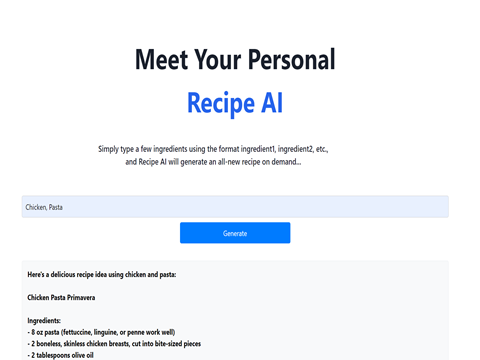 Meet Your Personal
Recipe AI
Simply type a few ingredients using the format ingredient1, ingredient2, etc.,
and Recipe AI will generate an all-new recipe on demand...
Chicken, Pasta
Generate
Here's a delicious recipe idea using chicken and pasta:
Chicken Pasta Primavera
Ingredients:
- 8 oz pasta (fettuccine, linguine, or penne work well)
- 2 boneless, skinless chicken breasts, cut into bite-sized pieces
- 2 tablespoons olive oil